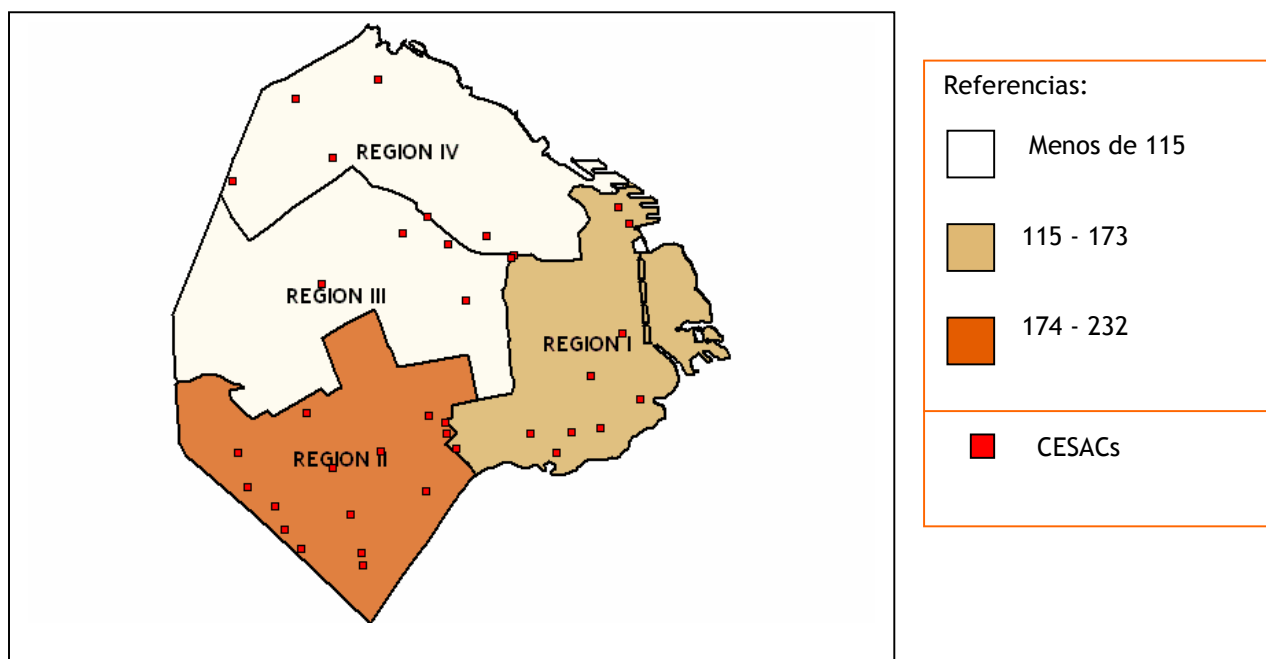 REGION IV
REGION III
REGION I
REGION II
Referencias:
Menos de 115
115 - 173
174 - 232
CESACs